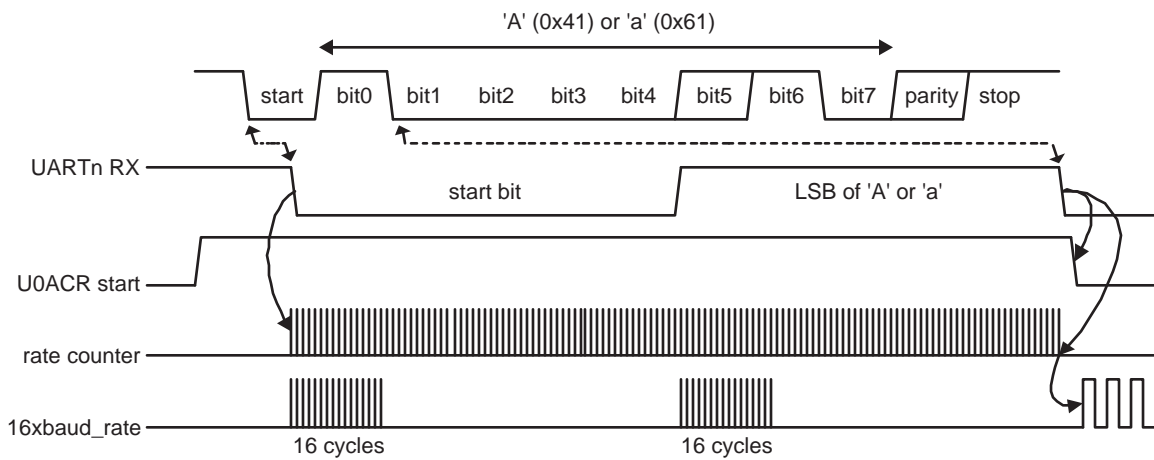 'A' (0x41) or 'a' (0x61)
start bit0 bit1 bit2 bit3 bit4 bit5 bit6 bit7 parity stop
UARTn RX
start bit LSB of 'A' or 'a'
U0ACR start
rate counter
16xbaud_rate
16 cycles 16 cycles